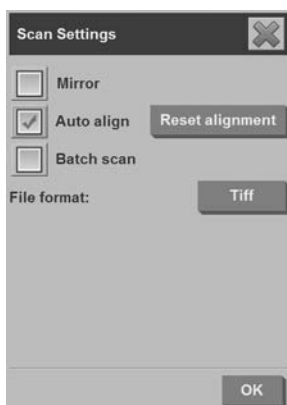 Scan Settings
Mirror
Auto align Reset alignment
Batch scan
File format: Tiff
OK